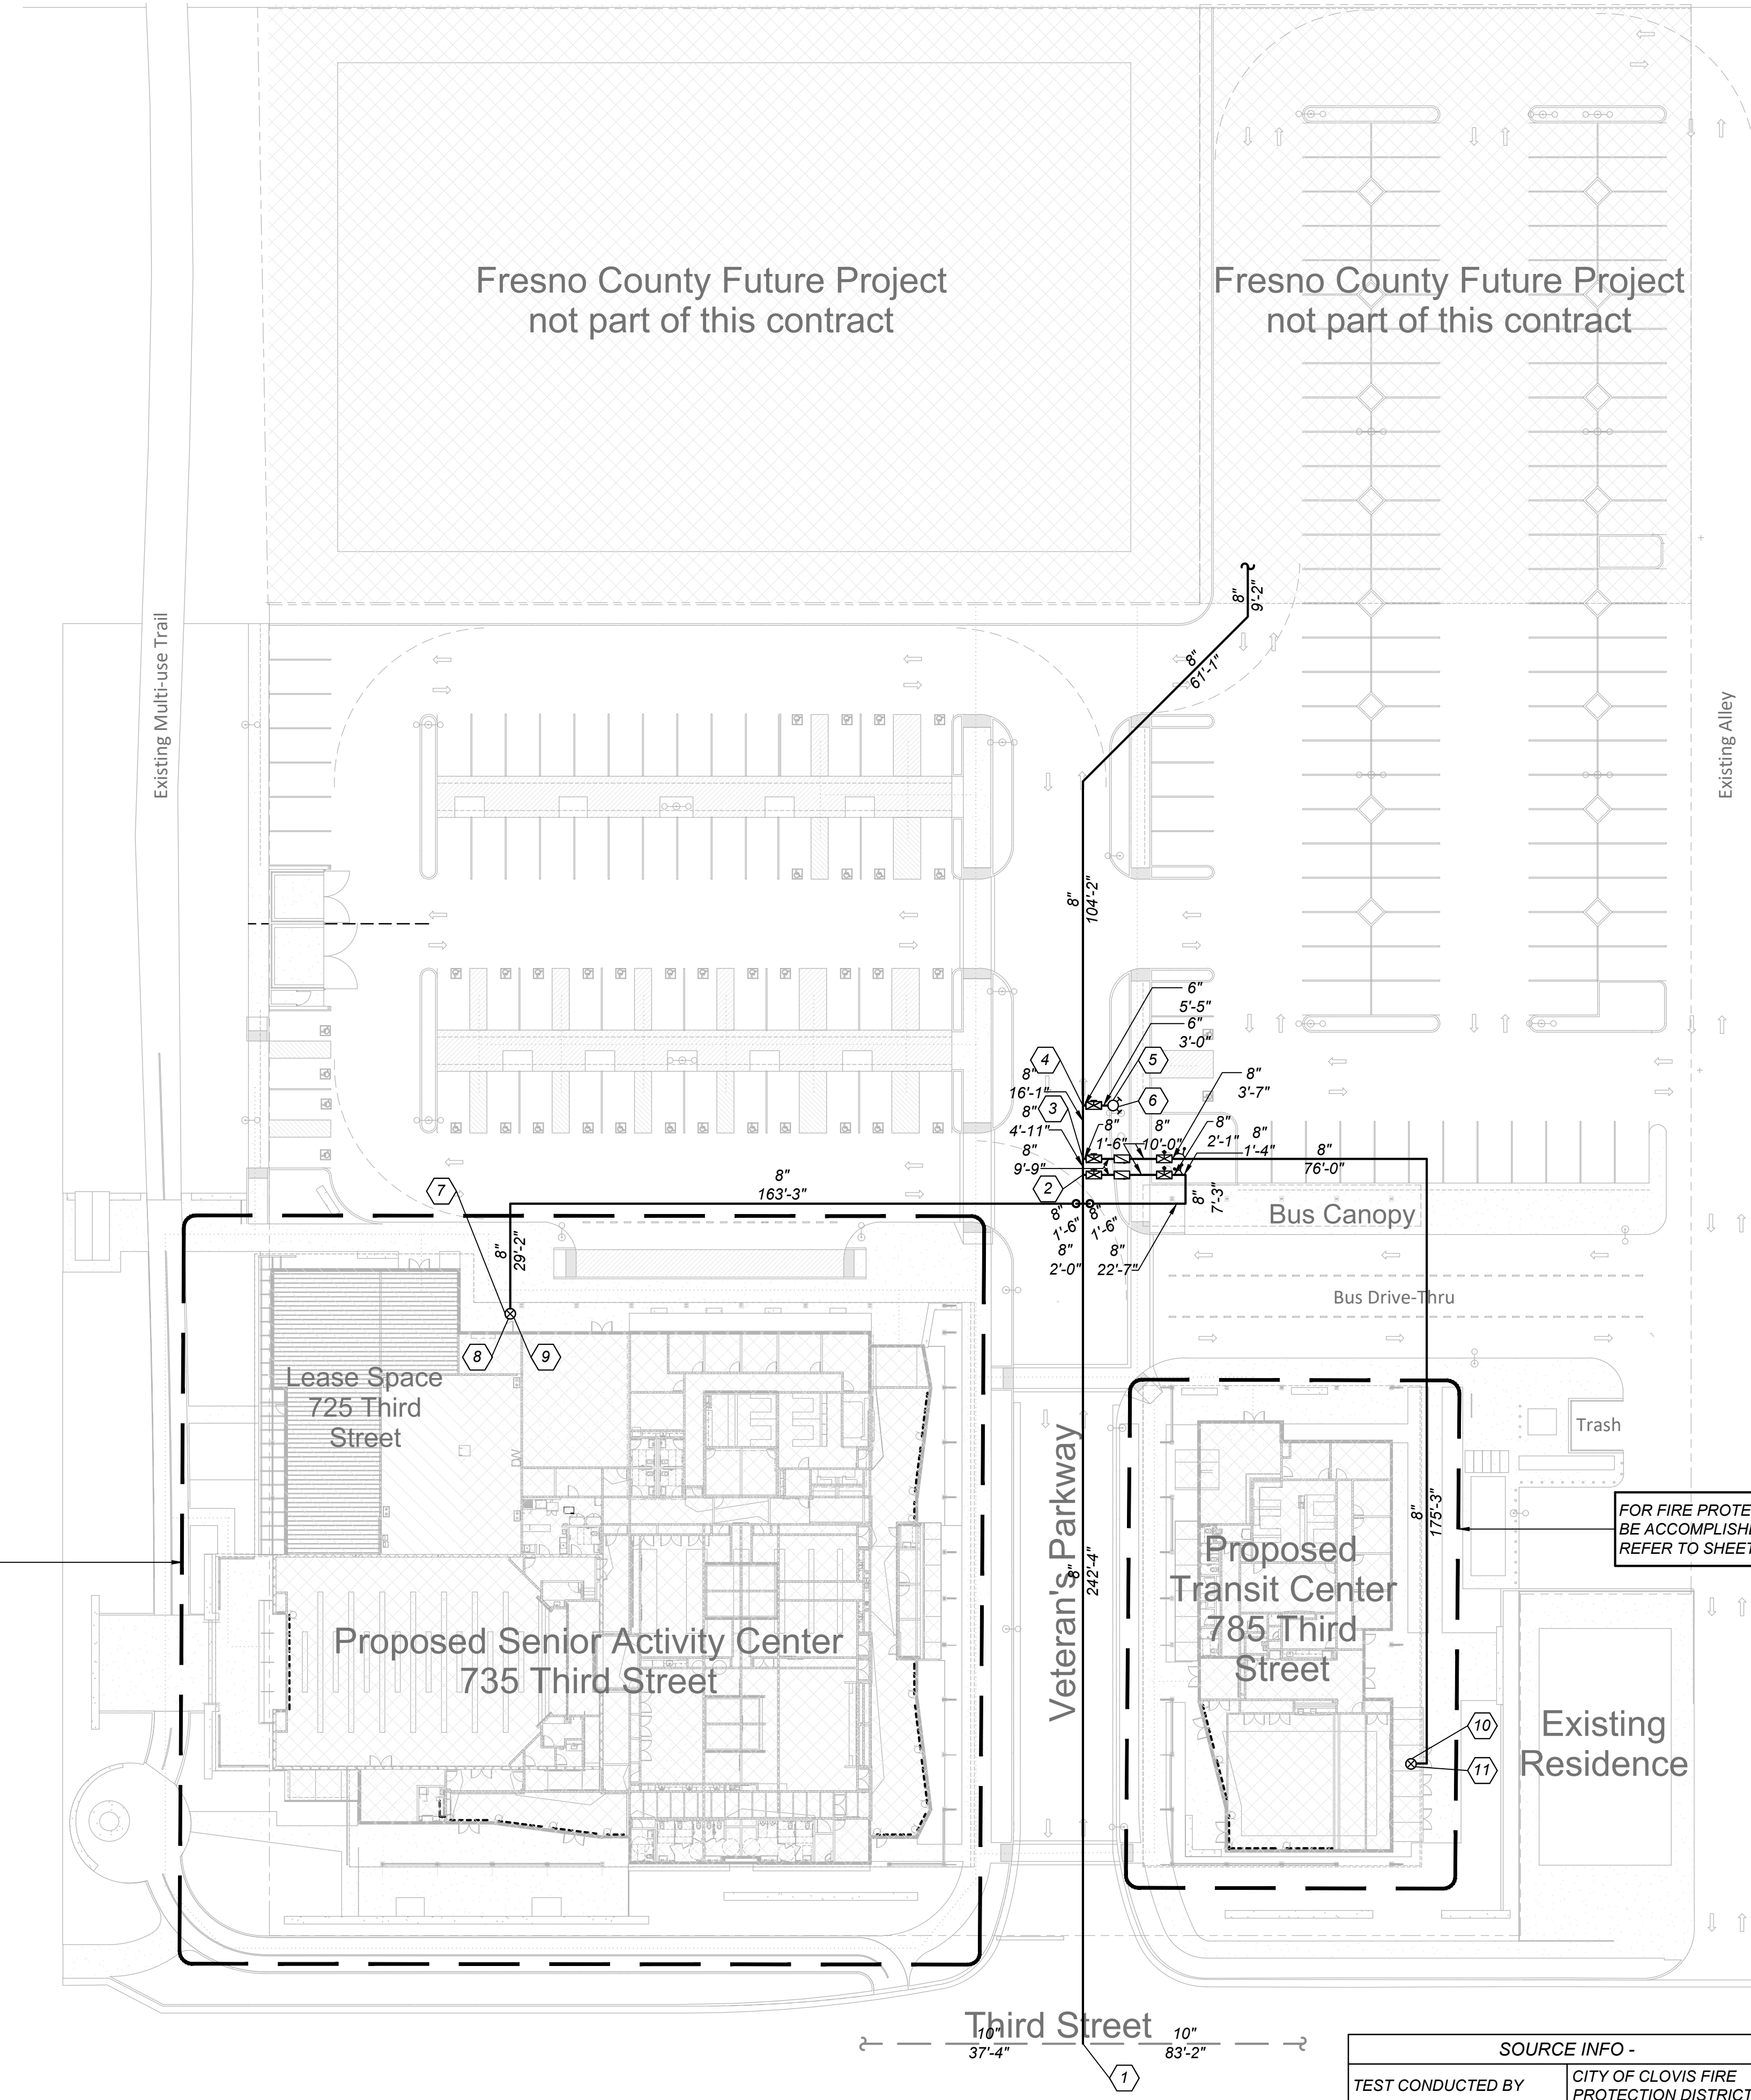 Fresno County Future Project
not part of this contract
Fresno County Future Project
not part of this contract
Existing Multi-use Trail
Existing Alley
8"
9'-2"
8"
61'-1"
8"
104'-2"
6"
5'-5"
6"
3'-0"
4
5
6
8"
16'-1"
3
8"
4'-11"
8"
9'-9"
2
8"
1'-6"
8"
10'-0"
8"
3'-7"
8"
2'-1"
8"
1'-4"
8"
76'-0"
8"
7'-3"
8"
1'-6"
8"
1'-6"
8"
2'-0"
8"
22'-7"
7
8"
163'-3"
8"
29'-2"
8
9
Bus Canopy
Bus Drive-Thru
Lease Space
725 Third
Street
DW
Trash
Veteran's Parkway
8"
242'-4"
8"
175'-3"
FOR FIRE PROTE
BE ACCOMPLISH
REFER TO SHEET
Proposed
Transit Center
785 Third
Street
Proposed Senior Activity Center
735 Third Street
10
11
Existing
Residence
Third Street
10"
37'-4"
10"
83'-2"
1
SOURCE INFO -
TEST CONDUCTED BY
CITY OF CLOVIS FIRE
PROTECTION DISTRICT